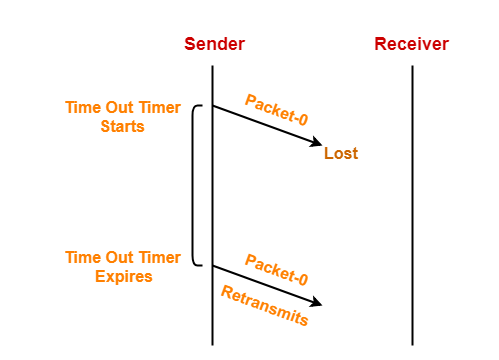 Sender
Receiver
Time Out Timer
Starts
Packet-0
Lost
Time Out Timer
Expires
Packet-0
Retransmits